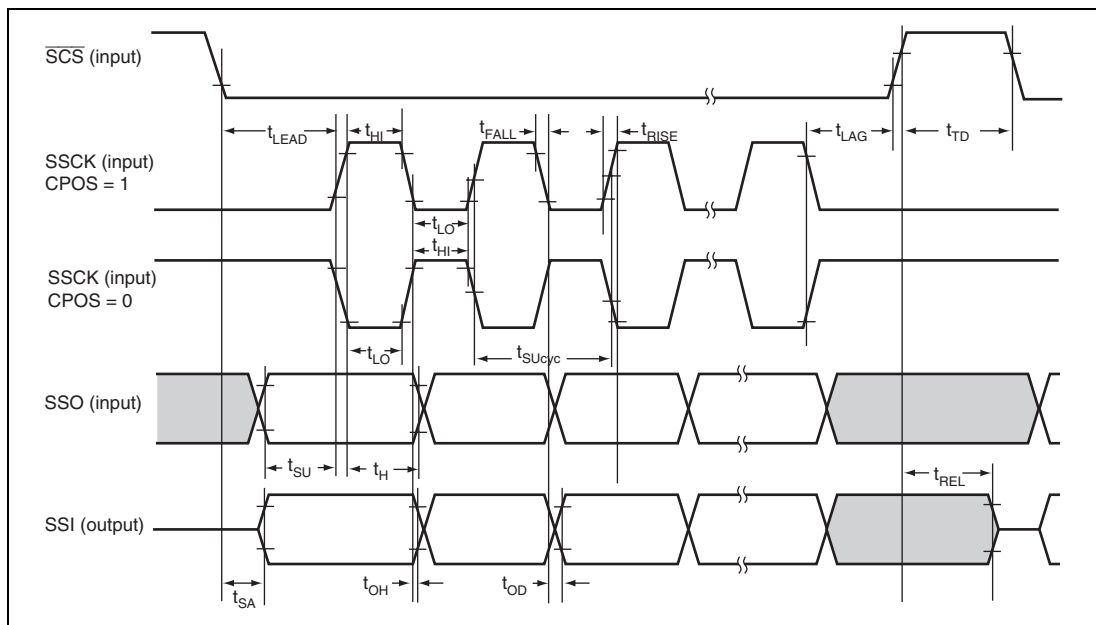 SCS (input)
tLEAD
tHI
tFALL
tRISE
tLAG
tTD
SSCK (input)
CPOS = 1
tLO
tHI
SSCK (input)
CPOS = 0
tLO
tSUcyc
SSO (input)
tSU
tH
tREL
SSI (output)
tSA
tOH
tOD